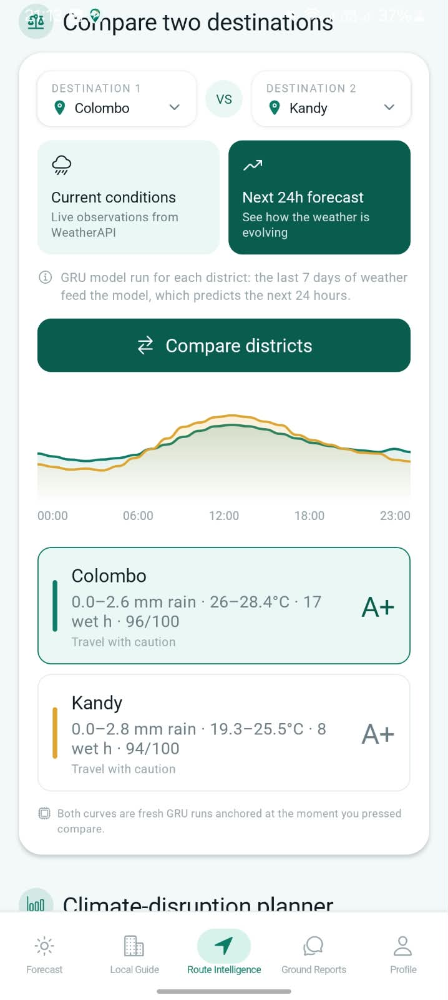 21:13
37%
Compare two destinations
DESTINATION 1
Colombo
VS
DESTINATION 2
Kandy
Current conditions
Live observations from
WeatherAPI
Next 24h forecast
See how the weather is
evolving
GRU model run for each district: the last 7 days of weather
feed the model, which predicts the next 24 hours.
Compare districts
00:00 06:00 12:00 18:00 23:00
Colombo
0.0–2.6 mm rain · 26–28.4°C · 17
wet h · 96/100
Travel with caution
A+
Kandy
0.0–2.8 mm rain · 19.3–25.5°C · 8
wet h · 94/100
Travel with caution
A+
Both curves are fresh GRU runs anchored at the moment you pressed
compare.
Climate-disruption planner
Forecast
Local Guide
Route Intelligence
Ground Reports
Profile